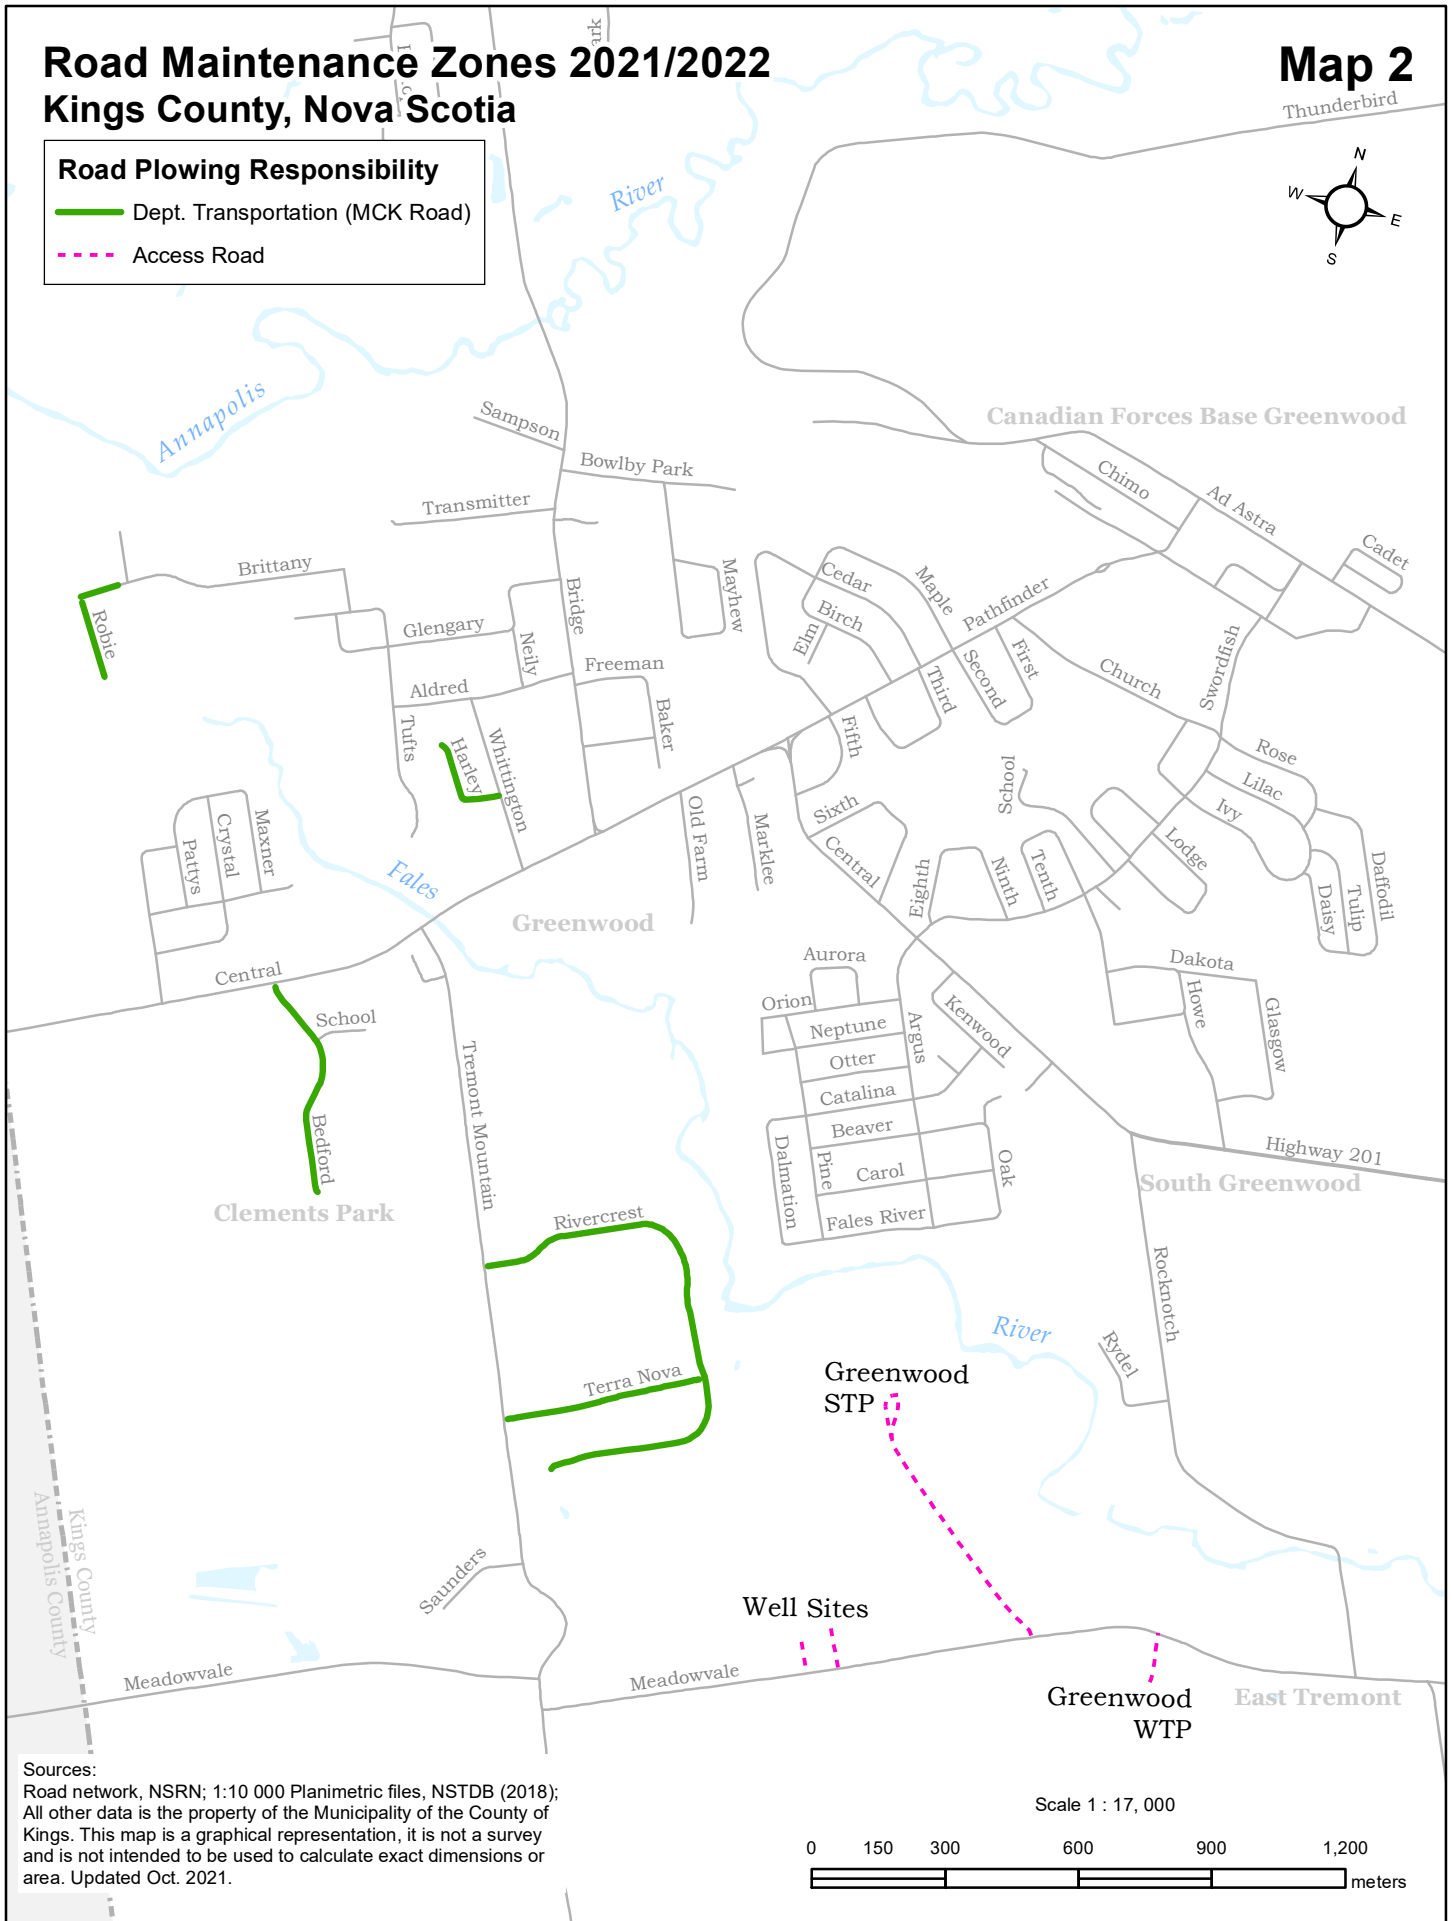 Road Maintenance Zones 2021/2022
Kings County, Nova Scotia
Map 2
Road Plowing Responsibility
Dept. Transportation (MCK Road)
Access Road
Thunderbird
N
W
E
S
River
Annapolis
Canadian Forces Base Greenwood
Sampson
Bowlby Park
Transmitter
Chimo
Ad Astra
Cadet
Brittany
Robie
Glengary
Neily
Bridge
Mayhew
Cedar
Birch
Elm
Maple
Pathfinder
First
Second
Third
Church
Swordfish
Freeman
Aldred
Baker
Tufts
Harley
Whittington
Fifth
Rose
Lilac
Ivy
School
Sixth
Central
Old Farm
Marklee
Lodge
Maxner
Crystal
Pattys
Fales
Eighth
Ninth
Tenth
Daffodil
Tulip
Daisy
Greenwood
Central
School
Bedford
Clements Park
Tremont Mountain
Aurora
Orion
Neptune
Otter
Catalina
Beaver
Carol
Fales River
Dalmation
Pine
Argus
Kenwood
Oak
Dakota
Howe
Glasgow
Highway 201
South Greenwood
Rivercrest
Terra Nova
Rocknotch
Rydel
River
Greenwood
STP
Kings County
Annapolis County
Saunders
Well Sites
Meadowvale
Meadowvale
Greenwood
WTP
East Tremont
Sources:
Road network, NSRN; 1:10 000 Planimetric files, NSTDB (2018);
All other data is the property of the Municipality of the County of
Kings. This map is a graphical representation, it is not a survey
and is not intended to be used to calculate exact dimensions or
area. Updated Oct. 2021.
Scale 1 : 17, 000
0 150 300 600 900 1,200
meters